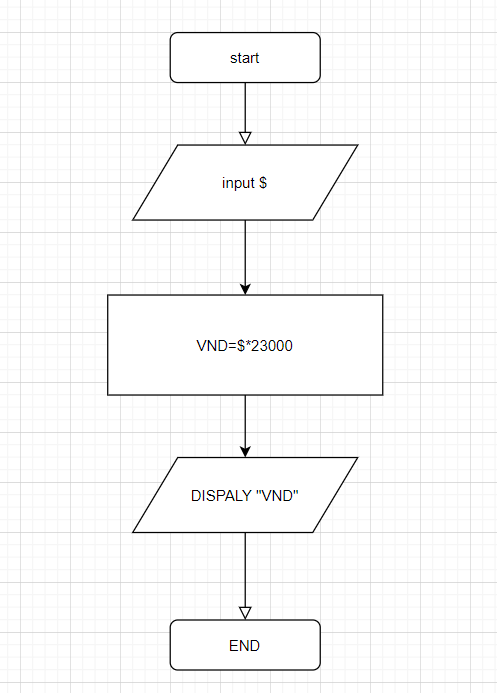 start
input $
VND=$*23000
DISPALY "VND"
END